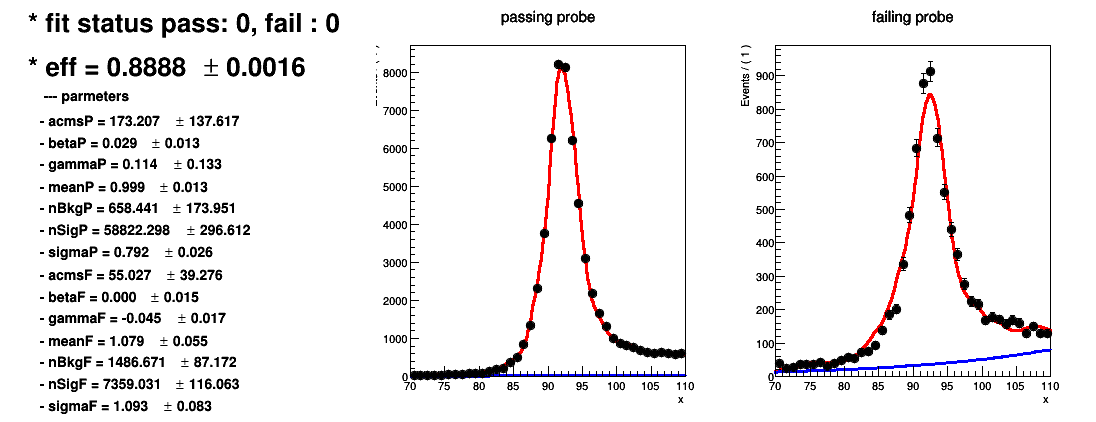 * fit status pass: 0, fail : 0
* eff = 0.8888 ± 0.0016
--- parmeters
- acmsP = 173.207 ± 137.617
- betaP = 0.029 ± 0.013
- gammaP = 0.114 ± 0.133
- meanP = 0.999 ± 0.013
- nBkgP = 658.441 ± 173.951
- nSigP = 58822.298 ± 296.612
- sigmaP = 0.792 ± 0.026
- acmsF = 55.027 ± 39.276
- betaF = 0.000 ± 0.015
- gammaF = -0.045 ± 0.017
- meanF = 1.079 ± 0.055
- nBkgF = 1486.671 ± 87.172
- nSigF = 7359.031 ± 116.063
- sigmaF = 1.093 ± 0.083
passing probe
8000
7000
6000
5000
4000
3000
2000
1000
0
70 75 80 85 90 95 100 105 110
x
failing probe
Events / ( 1 )
900
800
700
600
500
400
300
200
100
0
70 75 80 85 90 95 100 105 110
x